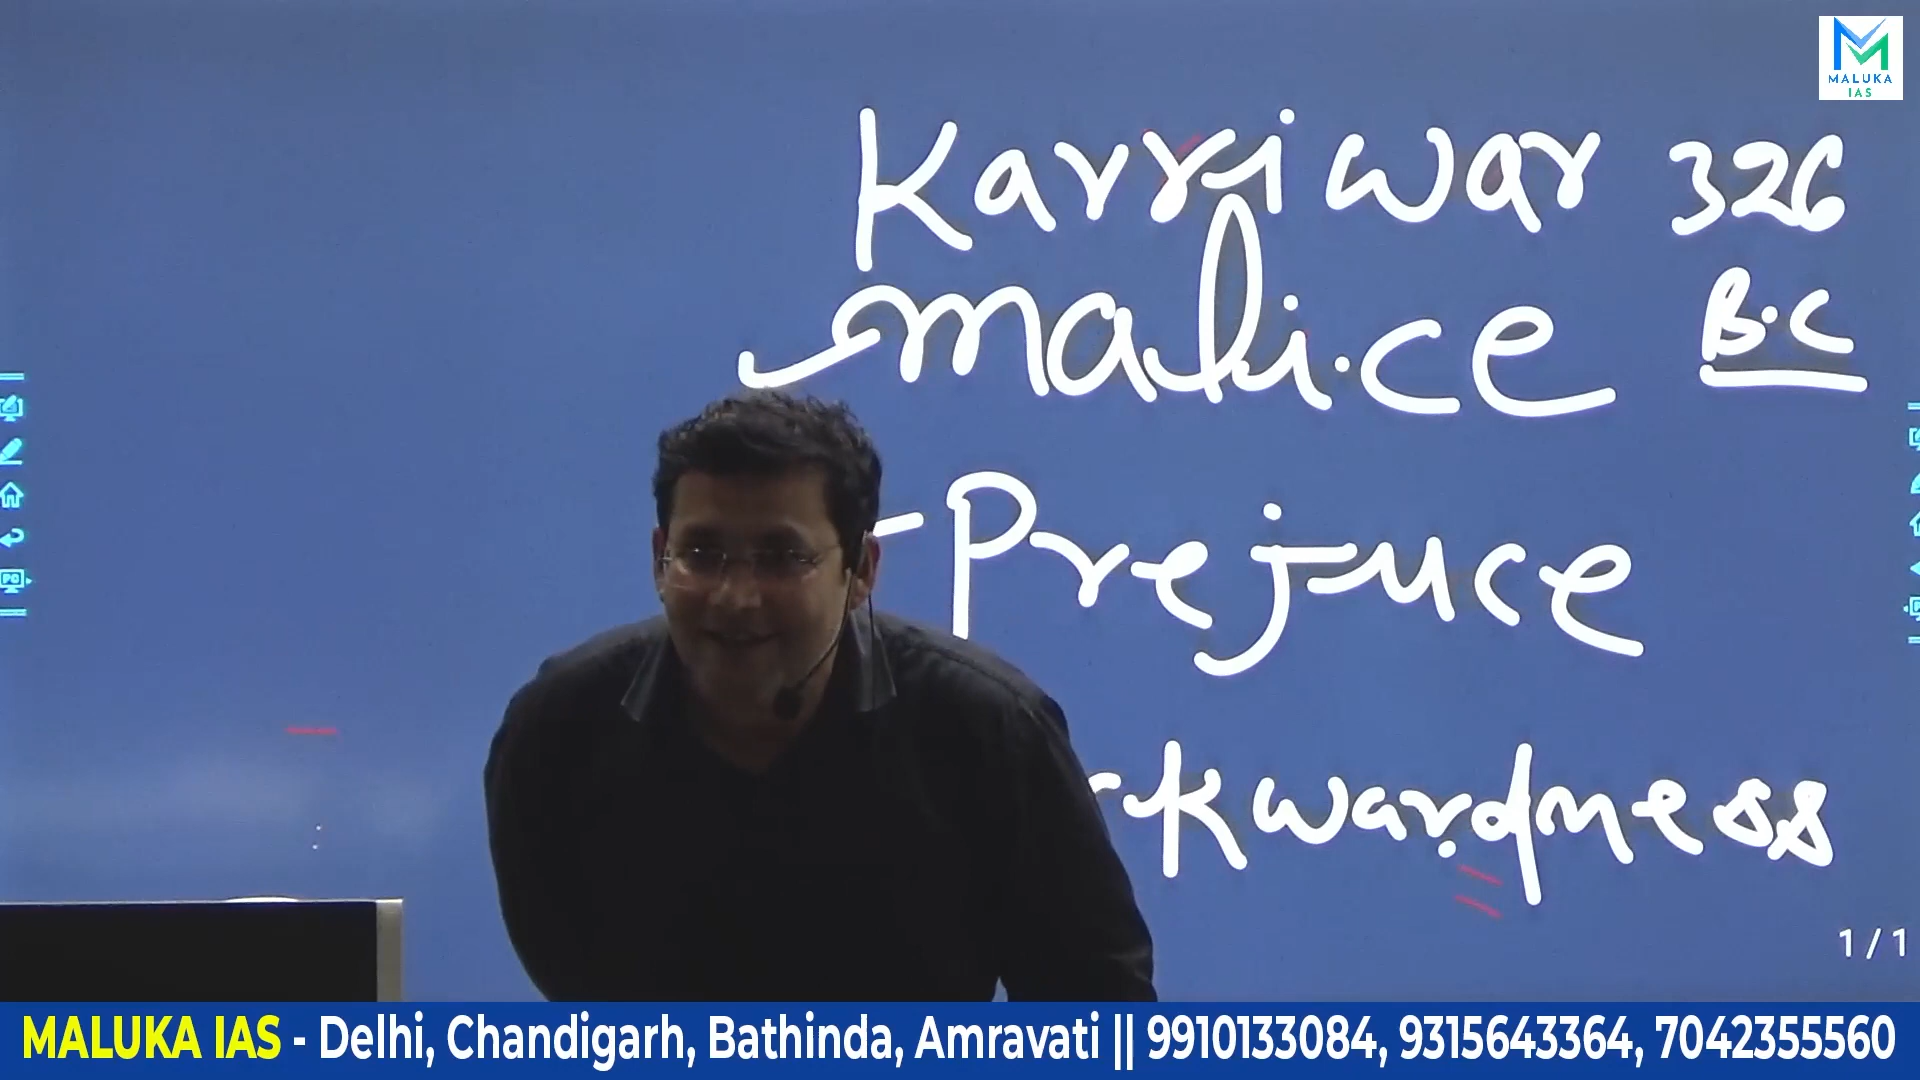 MALUKA
IAS
Karriwar 326
B.C
malice
- Prejuce
kwardness
1 / 1
MALUKA IAS - Delhi, Chandigarh, Bathinda, Amravati || 9910133084, 9315643364, 7042355560